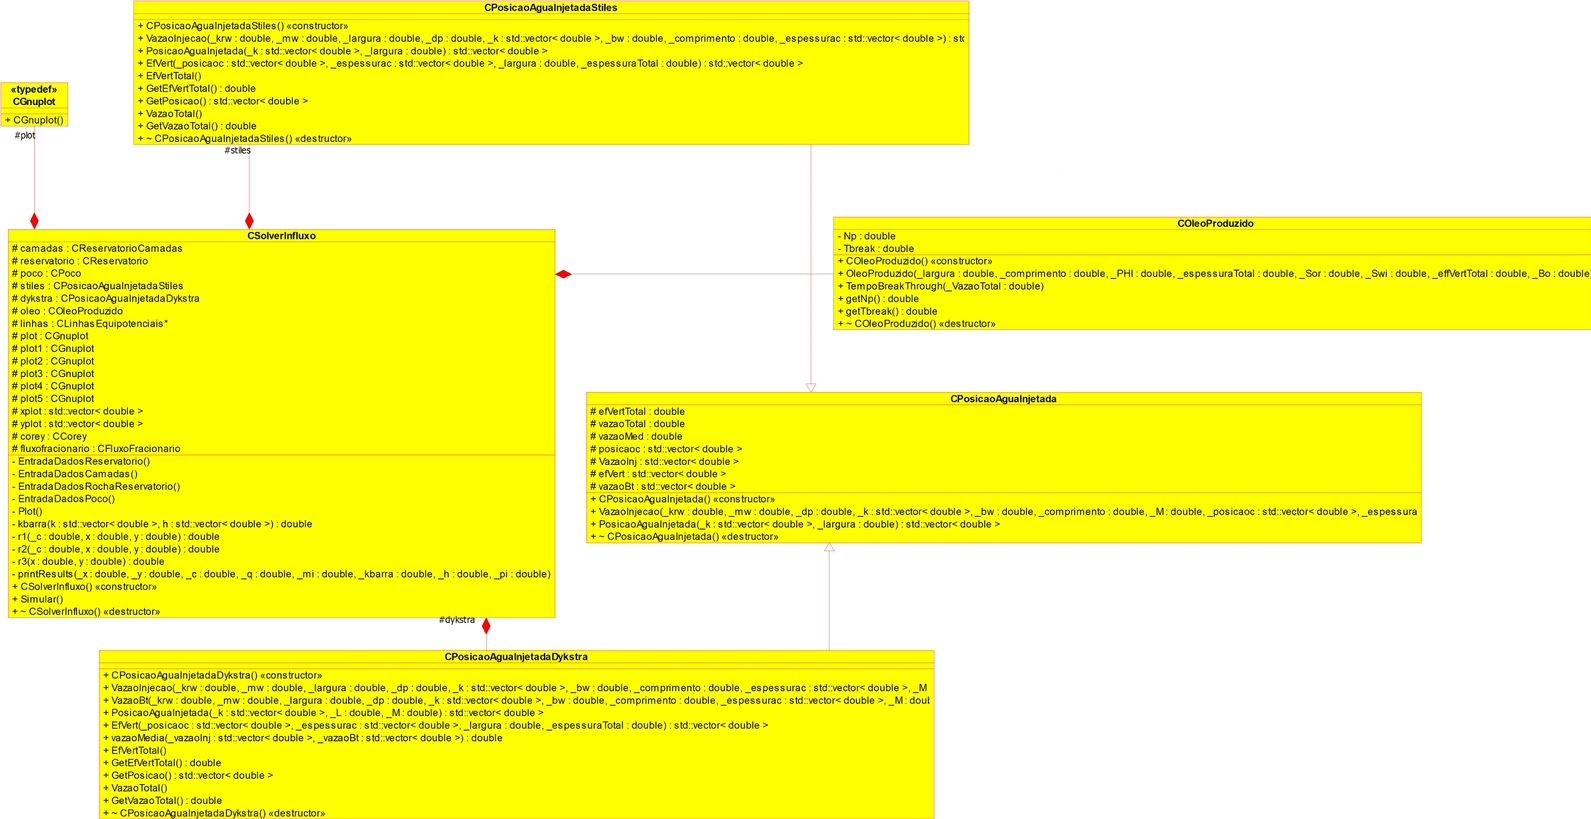 CPosicaoAguaInjetadaStiles
+ CPosicaoAguaInjetadaStiles() «constructor»
+ VazaoInjecao(_krw : double, _mw : double, _largura : double, _dp : double, _k : std::vector< double >, _bw : double, _comprimento : double, _espessurac : std::vector< double >) : std
+ PosicaoAguaInjetada(_k : std::vector< double >, _largura : double) : std::vector< double >
+ EfVert(_posicaoc : std::vector< double >, _espessurac : std::vector< double >, _largura : double, _espessuraTotal : double) : std::vector< double >
+ EfVertTotal()
+ GetEfVertTotal() : double
+ GetPosicao() : std::vector< double >
+ VazaoTotal()
+ GetVazaoTotal() : double
+ ~ CPosicaoAguaInjetadaStiles() «destructor»
«typedef»
CGnuplot
+ CGnuplot()
#plot
#stiles
CSolverInfluxo
# camadas : CReservatorioCamadas
# reservatorio : CReservatorio
# poco : CPoco
# stiles : CPosicaoAguaInjetadaStiles
# dykstra : CPosicaoAguaInjetadaDykstra
# oleo : COleoProduzido
# linhas : CLinhasEquipotenciais*
# plot : CGnuplot
# plot1 : CGnuplot
# plot2 : CGnuplot
# plot3 : CGnuplot
# plot4 : CGnuplot
# plot5 : CGnuplot
# xplot : std::vector< double >
# yplot : std::vector< double >
# corey : CCorey
# fluxofracionario : CFluxoFracionario
- EntradaDadosReservatorio()
- EntradaDadosCamadas()
- EntradaDadosRochaReservatorio()
- EntradaDadosPoco()
- Plot()
- kbarra(k : std::vector< double >, h : std::vector< double >) : double
- r1(_c : double, x : double, y : double) : double
- r2(_c : double, x : double, y : double) : double
- r3(x : double, y : double) : double
- printResults(_x : double, _y : double, _c : double, _q : double, _mi : double, _kbarra : double, _h : double, _pi : double)
+ CSolverInfluxo() «constructor»
+ Simular()
+ ~ CSolverInfluxo() «destructor»
#dykstra
COleoProduzido
- Np : double
- Tbreak : double
+ COleoProduzido() «constructor»
+ OleoProduzido(_largura : double, _comprimento : double, _PHI : double, _espessuraTotal : double, _Sor : double, _Swi : double, _effVertTotal : double, _Bo : double
+ TempoBreakThrough(_VazaoTotal : double)
+ getNp() : double
+ getTbreak() : double
+ ~ COleoProduzido() «destructor»
CPosicaoAguaInjetada
# efVertTotal : double
# vazaoTotal : double
# vazaoMed : double
# posicaoc : std::vector< double >
# VazaoInj : std::vector< double >
# efVert : std::vector< double >
# vazaoBt : std::vector< double >
+ CPosicaoAguaInjetada() «constructor»
+ VazaoInjecao(_krw : double, _mw : double, _dp : double, _k : std::vector< double >, _bw : double, _comprimento : double, _M : double, _posicaoc : std::vector< double >, _espessura
+ PosicaoAguaInjetada(_k : std::vector< double >, _largura : double) : std::vector< double >
+ ~ CPosicaoAguaInjetada() «destructor»
CPosicaoAguaInjetadaDykstra
+ CPosicaoAguaInjetadaDykstra() «constructor»
+ VazaoInjecao(_krw : double, _mw : double, _largura : double, _dp : double, _k : std::vector< double >, _bw : double, _comprimento : double, _espessurac : std::vector< double >, _M
+ VazaoBt(_krw : double, _mw : double, _largura : double, _dp : double, _k : std::vector< double >, _bw : double, _comprimento : double, _espessurac : std::vector< double >, _M : doub
+ PosicaoAguaInjetada(_k : std::vector< double >, _L : double, _M : double) : std::vector< double >
+ EfVert(_posicaoc : std::vector< double >, _espessurac : std::vector< double >, _largura : double, _espessuraTotal : double) : std::vector< double >
+ vazaoMedia(_vazaoInj : std::vector< double >, _vazaoBt : std::vector< double >) : double
+ EfVertTotal()
+ GetEfVertTotal() : double
+ GetPosicao() : std::vector< double >
+ VazaoTotal()
+ GetVazaoTotal() : double
+ ~ CPosicaoAguaInjetadaDykstra() «destructor»